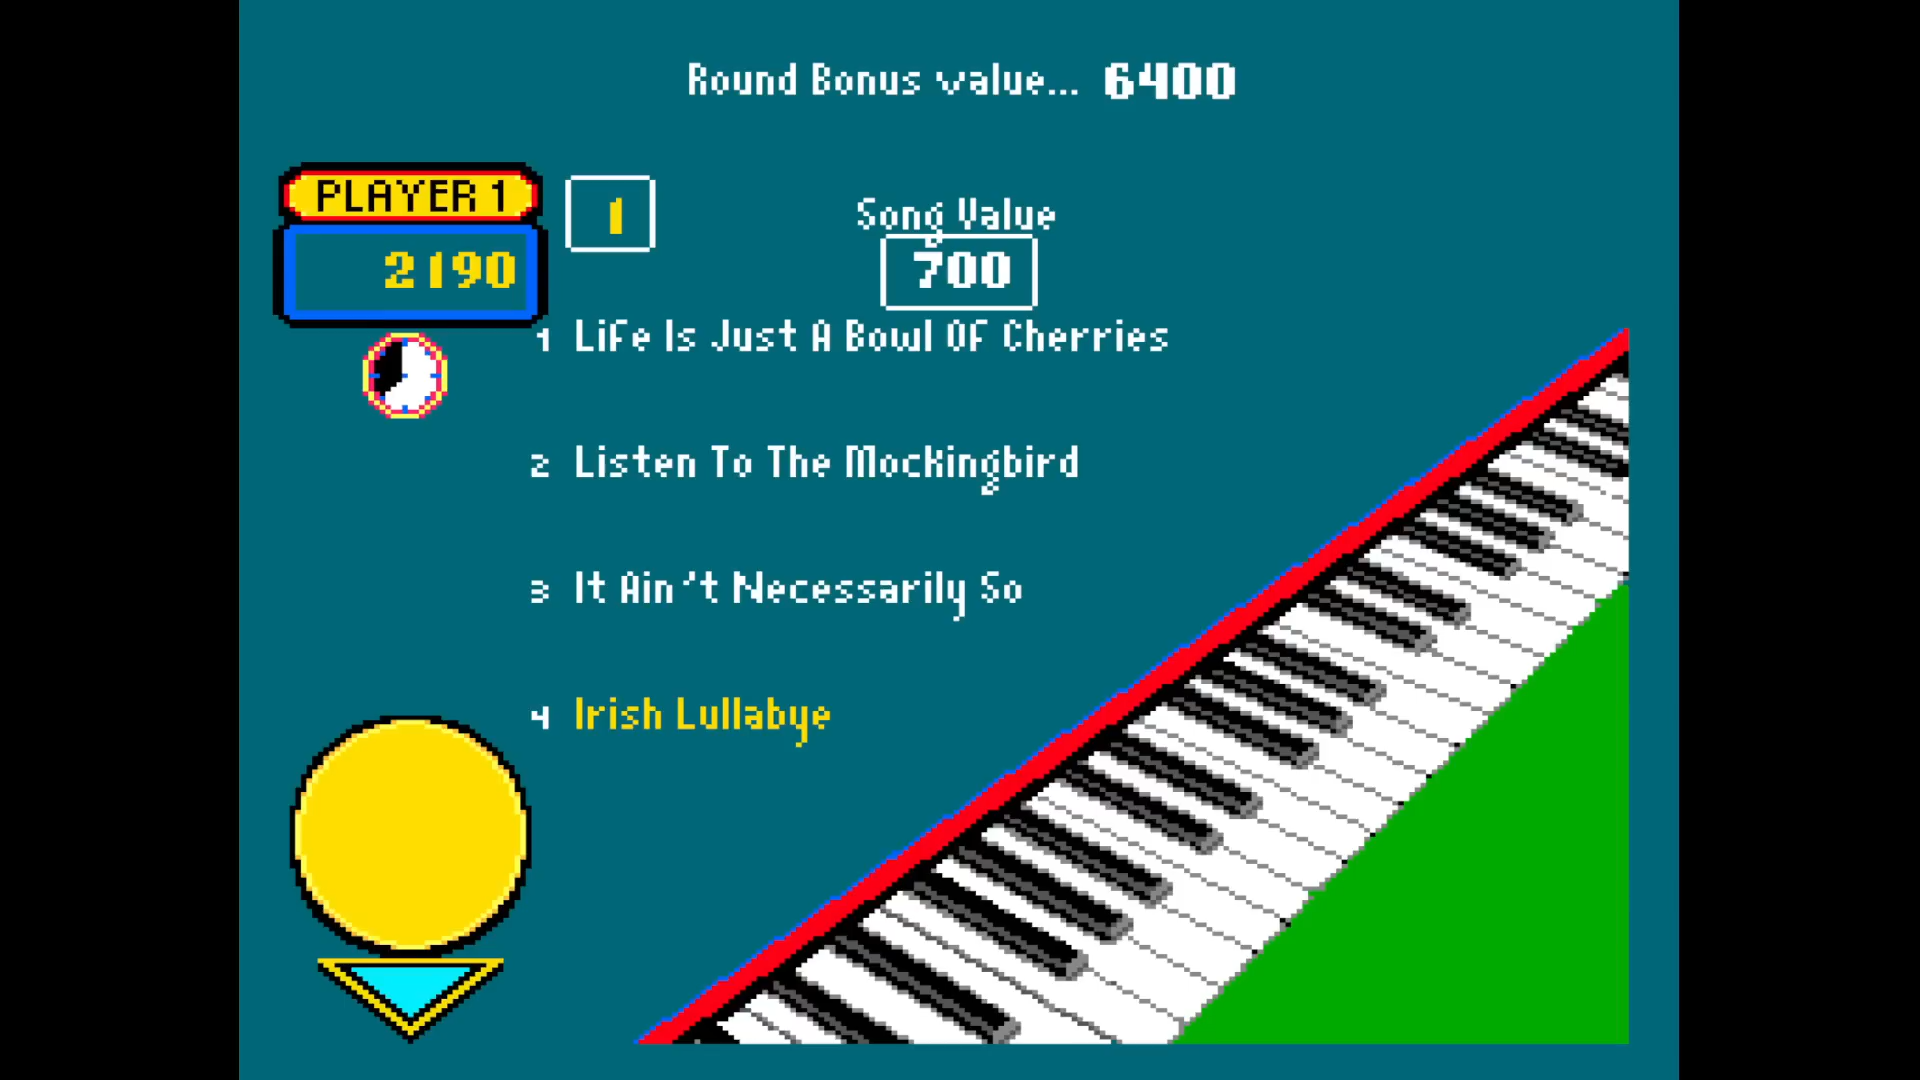 Round Bonus value... 6400
PLAYER 1
1
Song Value
2190
700
1 Life Is Just A Bowl Of Cherries
2 Listen To The Mockingbird
3 It Ain't Necessarily So
4 Irish Lullabye